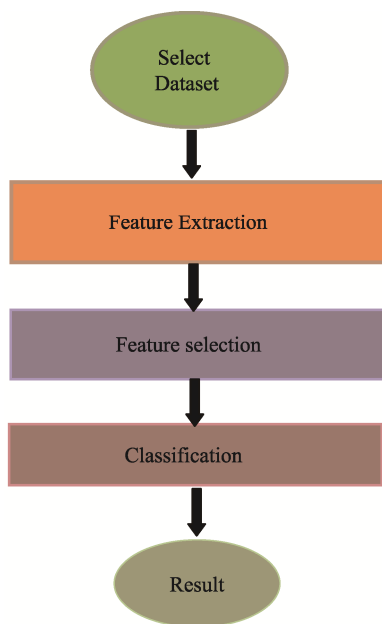 Select
Dataset
Feature Extraction
Feature selection
Classification
Result